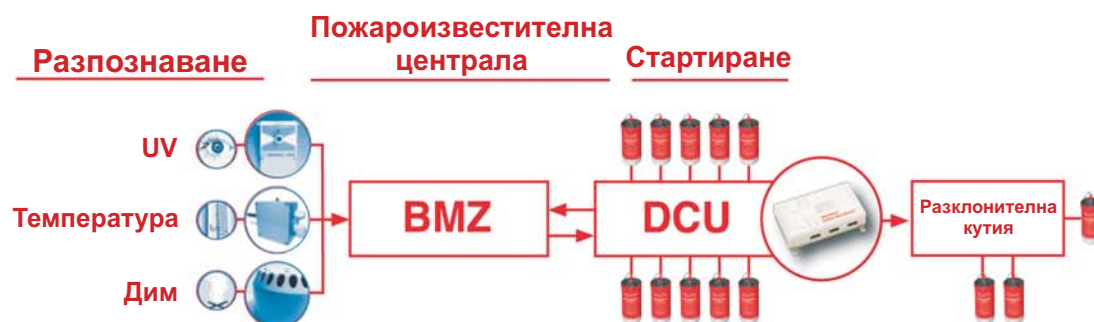 Разпознаване
Пожароизвестителна
централа
Стартиране
UV
Температура
Дим
BMZ
DCU
Разклонителна
кутия